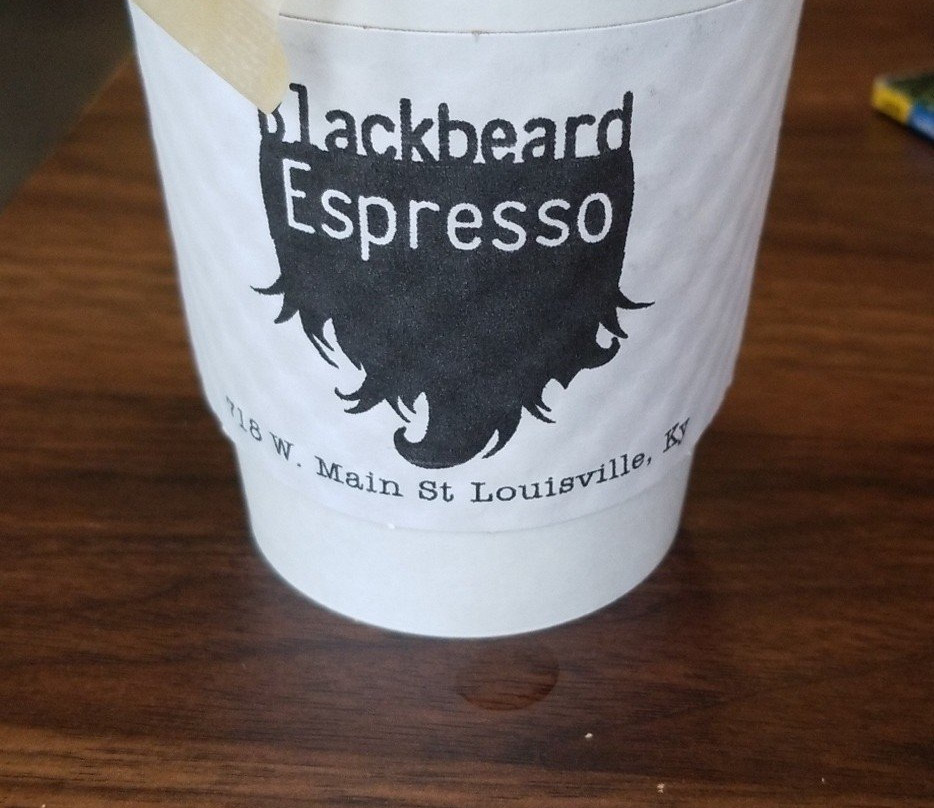 Blackbeard
Espresso
718 W. Main St Louisville, Ky